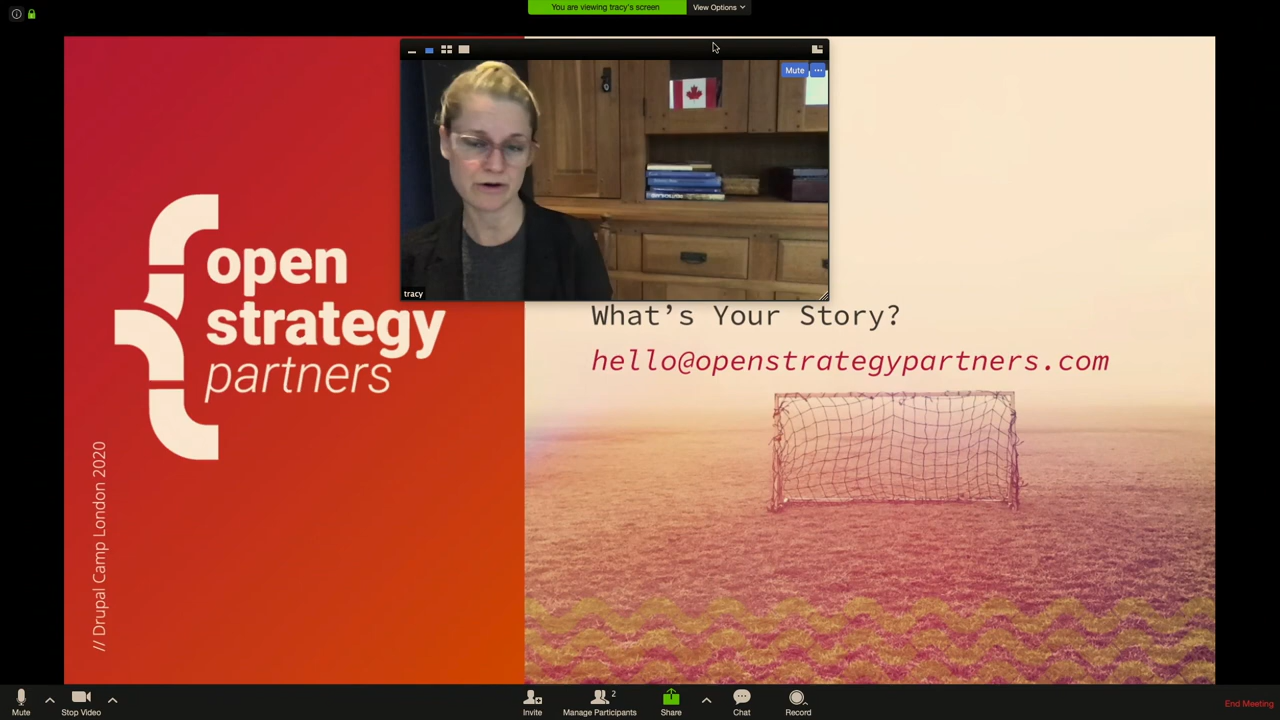 You are viewing tracy's screen
View Options
Mute
tracy
open
strategy
partners
// Drupal Camp London 2020
What's Your Story?
hello@openstrategypartners.com
Mute
Stop Video
Invite
2
Manage Participants
Share
Chat
Record
End Meeting